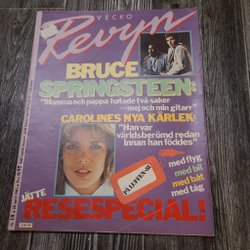 VECKO
Revyn
BRUCE
SPRINGSTEEN:
"Mamma och pappa hatade två saker
— mej och min gitarr"
CAROLINES NYA KÄRLEK:
"Han var
världsberömd redan
innan han föddes"
med flyg
med bil
med båt
med tåg
JÄTTE
RESESPECIAL!